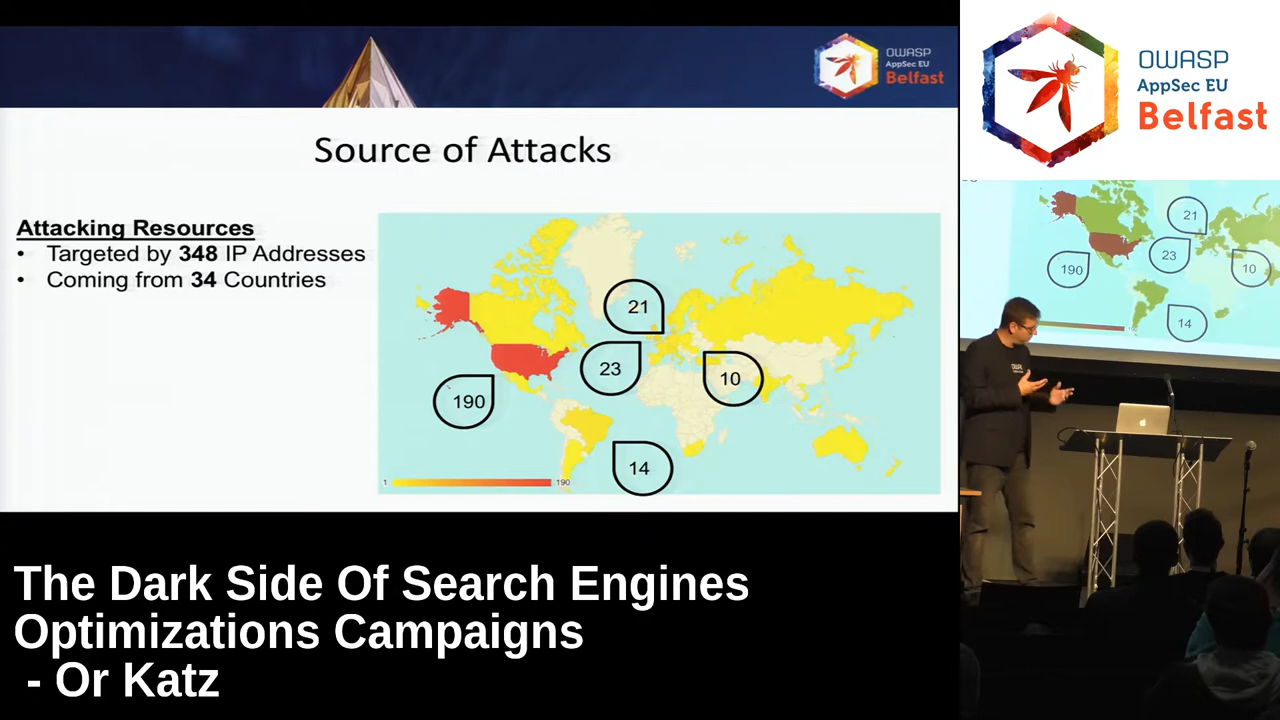 OWASP
AppSec EU
Belfast
Source of Attacks
Attacking Resources
• Targeted by 348 IP Addresses
• Coming from 34 Countries
21
23
10
190
14
1
190
OWASP
AppSec EU
Belfast
21
23
190
10
14
OWASP
The Dark Side Of Search Engines
Optimizations Campaigns
- Or Katz